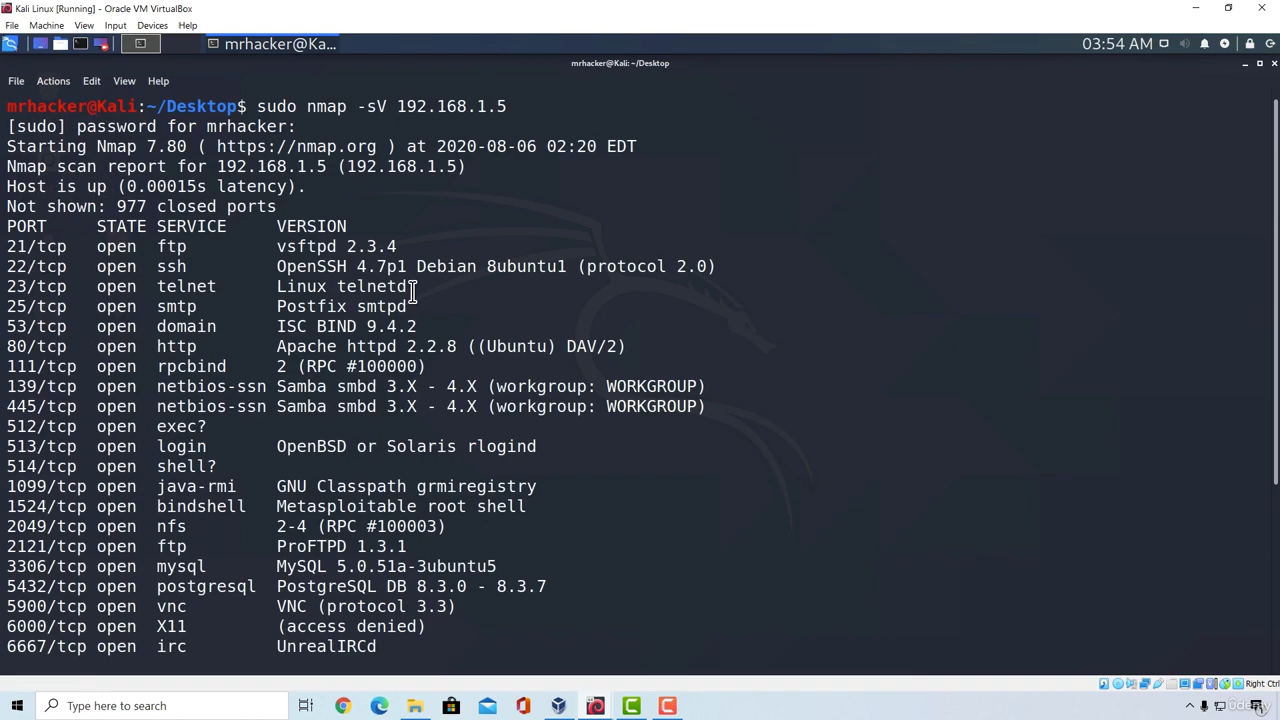 Kali Linux [Running] - Oracle VM VirtualBox
File Machine View Input Devices Help
mrhacker@Ka... 03:54 AM
mrhacker@Kali: ~/Desktop
File Actions Edit View Help
mrhacker@Kali:~/Desktop$ sudo nmap -sV 192.168.1.5
[sudo] password for mrhacker:
Starting Nmap 7.80 ( https://nmap.org ) at 2020-08-06 02:20 EDT
Nmap scan report for 192.168.1.5 (192.168.1.5)
Host is up (0.00015s latency).
Not shown: 977 closed ports
PORT STATE SERVICE VERSION
21/tcp open ftp vsftpd 2.3.4
22/tcp open ssh OpenSSH 4.7p1 Debian 8ubuntu1 (protocol 2.0)
23/tcp open telnet Linux telnetd
25/tcp open smtp Postfix smtpd
53/tcp open domain ISC BIND 9.4.2
80/tcp open http Apache httpd 2.2.8 ((Ubuntu) DAV/2)
111/tcp open rpcbind 2 (RPC #100000)
139/tcp open netbios-ssn Samba smbd 3.X - 4.X (workgroup: WORKGROUP)
445/tcp open netbios-ssn Samba smbd 3.X - 4.X (workgroup: WORKGROUP)
512/tcp open exec?
513/tcp open login OpenBSD or Solaris rlogind
514/tcp open shell?
1099/tcp open java-rmi GNU Classpath grmiregistry
1524/tcp open bindshell Metasploitable root shell
2049/tcp open nfs 2-4 (RPC #100003)
2121/tcp open ftp ProFTPD 1.3.1
3306/tcp open mysql MySQL 5.0.51a-3ubuntu5
5432/tcp open postgresql PostgreSQL DB 8.3.0 - 8.3.7
5900/tcp open vnc VNC (protocol 3.3)
6000/tcp open X11 (access denied)
6667/tcp open irc UnrealIRCd
Right Ctrl
Type here to search
Udemy